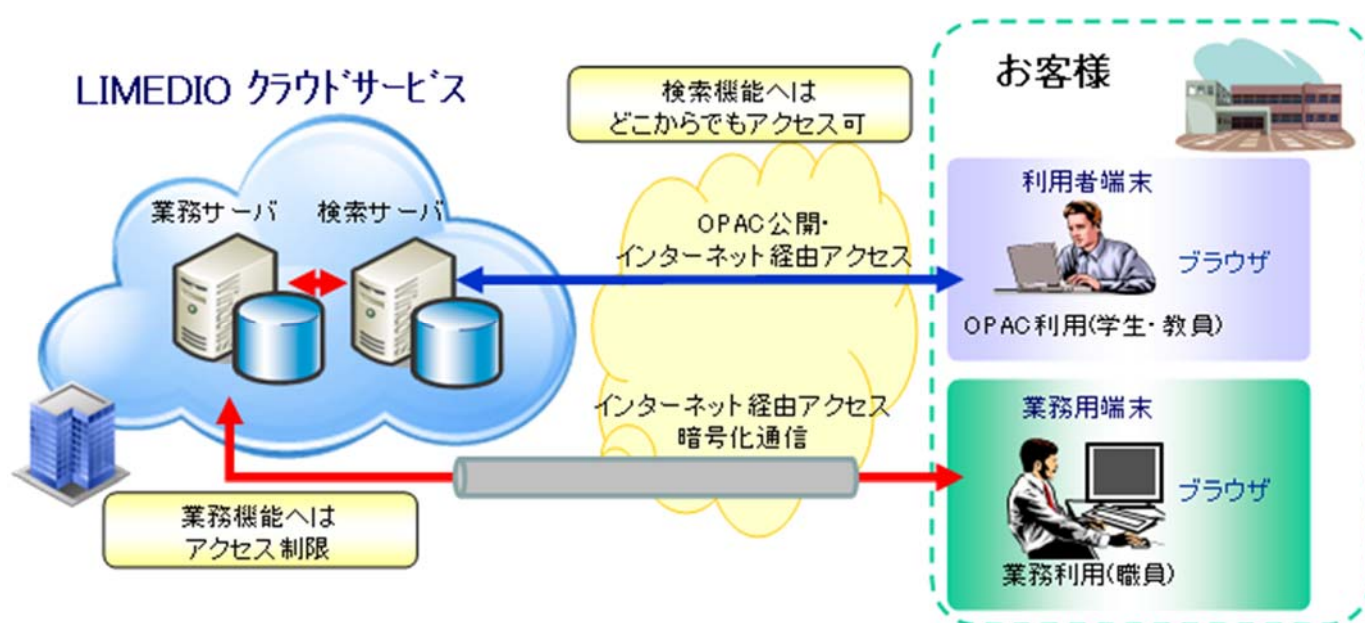 LIMEDIO クラウドサービス
検索機能へは
どこからでもアクセス可
お客様
業務サーバ
検索サーバ
OPAC公開・
インターネット経由アクセス
利用者端末
ブラウザ
OPAC利用(学生・教員)
インターネット経由アクセス
暗号化通信
業務用端末
ブラウザ
業務利用(職員)
業務機能へは
アクセス制限